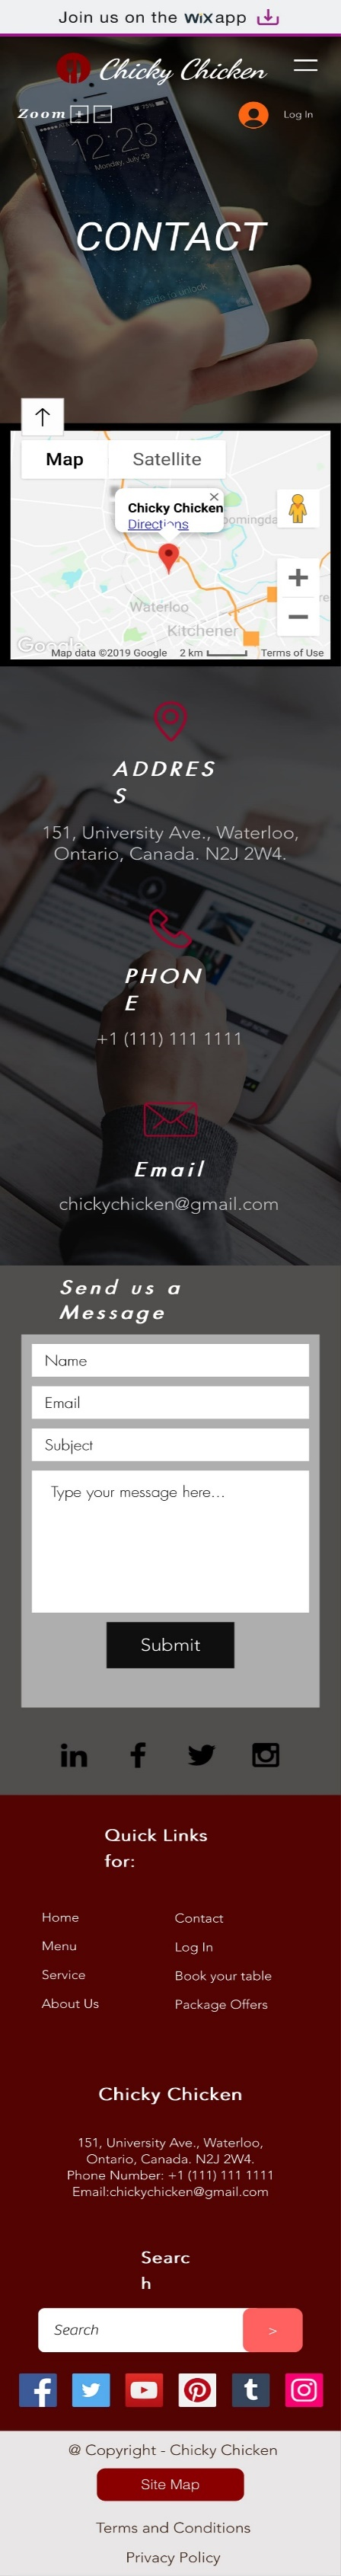 Join us on the WiX app
Chicky Chicken
Zoom + -
Log In
75%
12:23
Monday, July 29
slide to unlock
CONTACT
↑
Map Satellite
Chicky Chicken
Directions
Waterloo
Kitchener
Google
Map data ©2019 Google 2 km Terms of Use
ADDRES
S
151, University Ave., Waterloo,
Ontario, Canada. N2J 2W4.
PHON
E
+1 (111) 111 1111
Email
chickychicken@gmail.com
Send us a
Message
Name
Email
Subject
Type your message here...
Submit
Quick Links
for:
Home
Menu
Service
About Us
Contact
Log In
Book your table
Package Offers
Chicky Chicken
151, University Ave., Waterloo,
Ontario, Canada. N2J 2W4.
Phone Number: +1 (111) 111 1111
Email:chickychicken@gmail.com
Searc
h
Search >
@ Copyright - Chicky Chicken
Site Map
Terms and Conditions
Privacy Policy